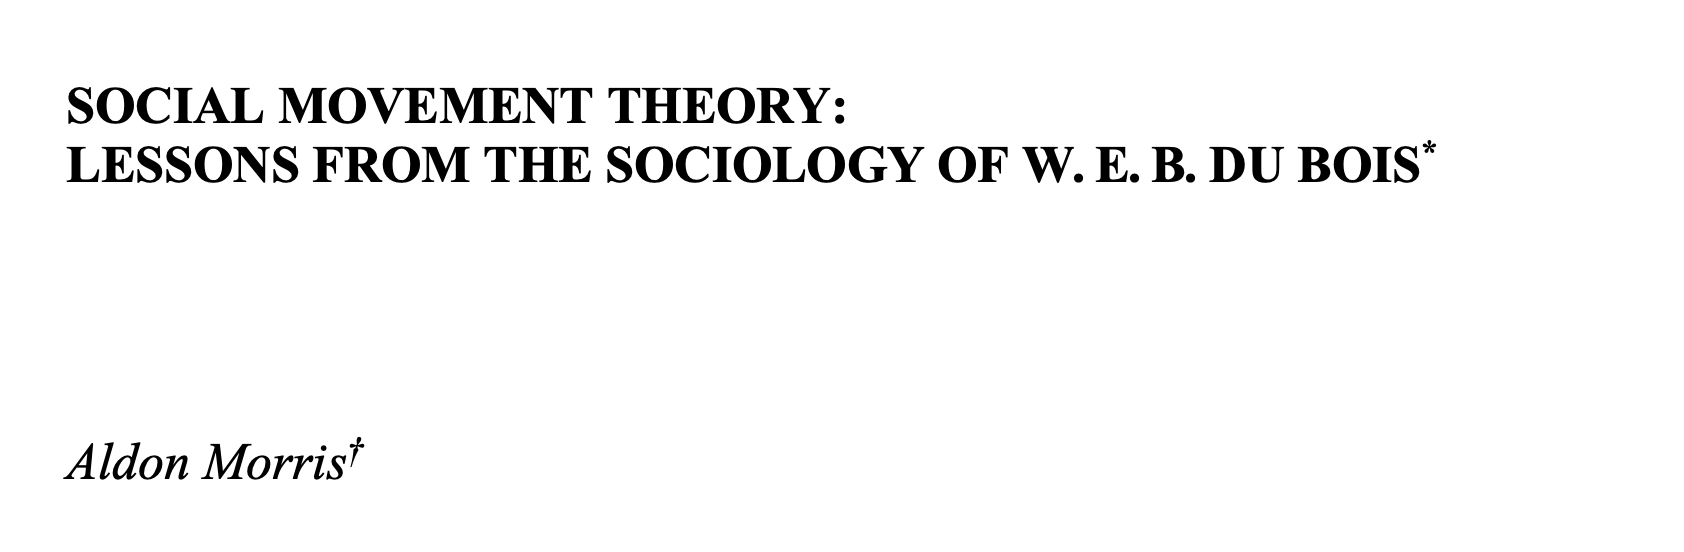 SOCIAL MOVEMENT THEORY:
LESSONS FROM THE SOCIOLOGY OF W. E. B. DU BOIS*
Aldon Morris†